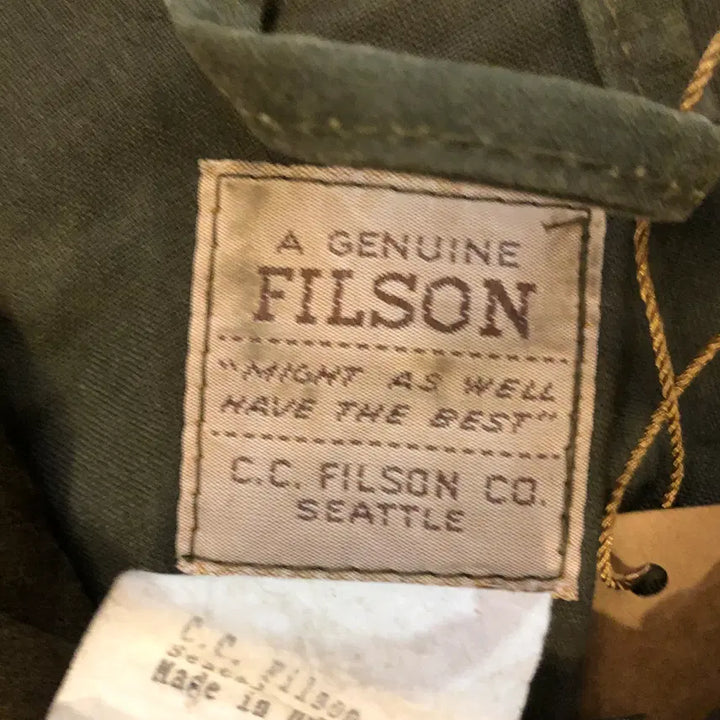 A GENUINE
FILSON
"MIGHT AS WELL
HAVE THE BEST"
C.C. FILSON CO.
SEATTLE
C.C. Filson
Made in